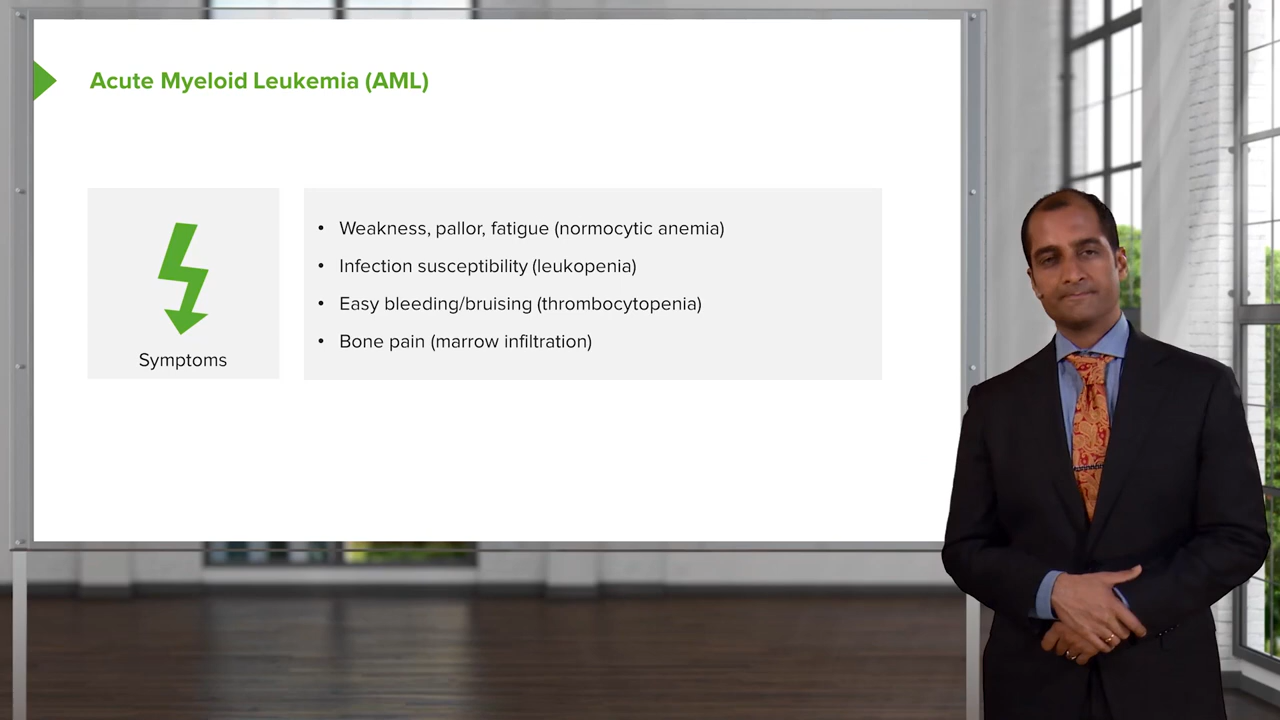 Acute Myeloid Leukemia (AML)
• Weakness, pallor, fatigue (normocytic anemia)
• Infection susceptibility (leukopenia)
• Easy bleeding/bruising (thrombocytopenia)
• Bone pain (marrow infiltration)
Symptoms